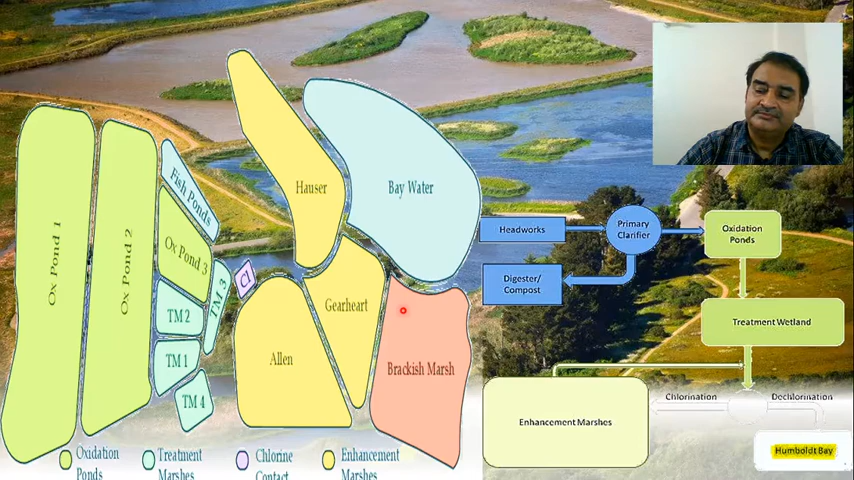 Ox Pond 1
Ox Pond 2
Fish Ponds
Ox Pond 3
TM 3
TM 2
TM 1
TM 4
Cl
Hauser
Bay Water
Gearheart
Allen
Brackish Marsh
Oxidation
Ponds
Treatment
Marshes
Chlorine
Contact
Enhancement
Marshes
Headworks
Primary
Clarifier
Oxidation
Ponds
Digester/
Compost
Treatment Wetland
Enhancement Marshes
Chlorination
Dechlorination
Humboldt Bay